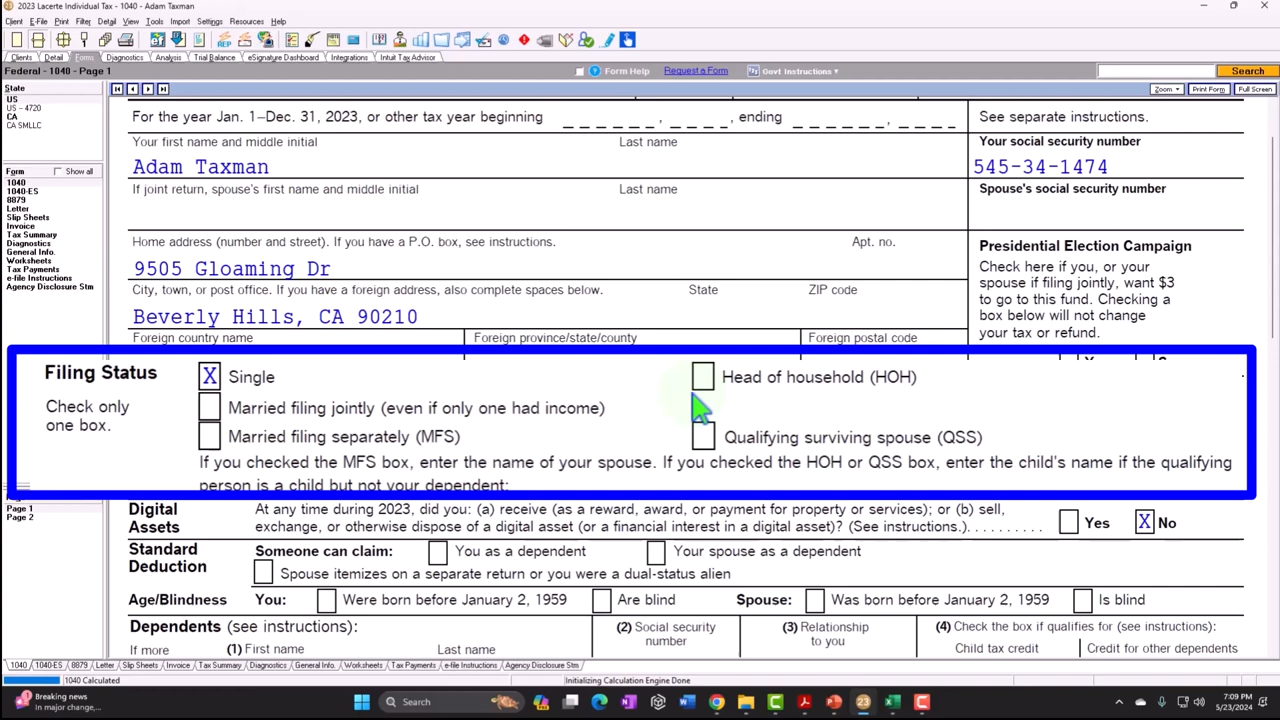 2023 Lacerte Individual Tax - 1040 - Adam Taxman
Client E-File Print Filter Detail View Tools Import Settings Resources Help
Clients Detail Forms Diagnostics Analysis Trial Balance eSignature Dashboard Integrations Intuit Tax Advisor
Federal - 1040 - Page 1
Form Help Request a Form Govt Instructions Search
Zoom Print Form Full Screen
State
US
US - 4720
CA
CA SMLLC
Form Show all
1040
1040-ES
8879
Letter
Slip Sheets
Invoice
Tax Summary
Diagnostics
General Info.
Worksheets
Tax Payments
e-file Instructions
Agency Disclosure Stm
Page 1
Page 2
For the year Jan. 1–Dec. 31, 2023, or other tax year beginning _ _ _ _ _ _ , _ _ _ _ , ending _ _ _ _ _ _ , _ _ _ _ See separate instructions.
Your first name and middle initial Last name Your social security number
Adam Taxman 545-34-1474
If joint return, spouse's first name and middle initial Last name Spouse's social security number
Home address (number and street). If you have a P.O. box, see instructions. Apt. no.
9505 Gloaming Dr
City, town, or post office. If you have a foreign address, also complete spaces below. State ZIP code
Beverly Hills, CA 90210
Foreign country name Foreign province/state/county Foreign postal code
Presidential Election Campaign
Check here if you, or your
spouse if filing jointly, want $3
to go to this fund. Checking a
box below will not change
your tax or refund.
Filing Status X Single Head of household (HOH)
Check only
one box.
Married filing jointly (even if only one had income)
Married filing separately (MFS) Qualifying surviving spouse (QSS)
If you checked the MFS box, enter the name of your spouse. If you checked the HOH or QSS box, enter the child's name if the qualifying
person is a child but not your dependent:
Digital
Assets
At any time during 2023, did you: (a) receive (as a reward, award, or payment for property or services); or (b) sell,
exchange, or otherwise dispose of a digital asset (or a financial interest in a digital asset)? (See instructions.) . . . . . . . . . . Yes X No
Standard
Deduction
Someone can claim: You as a dependent Your spouse as a dependent
Spouse itemizes on a separate return or you were a dual-status alien
Age/Blindness You: Were born before January 2, 1959 Are blind Spouse: Was born before January 2, 1959 Is blind
Dependents (see instructions): (2) Social security number (3) Relationship to you (4) Check the box if qualifies for (see instructions):
If more (1) First name Last name Child tax credit Credit for other dependents
1040 1040-ES 8879 Letter Slip Sheets Invoice Tax Summary Diagnostics General Info. Worksheets Tax Payments e-file Instructions Agency Disclosure Stm
1040 Calculated Initializing Calculation Engine Done
Breaking news
In major change,...
Search
23
7:09 PM
5/23/2024